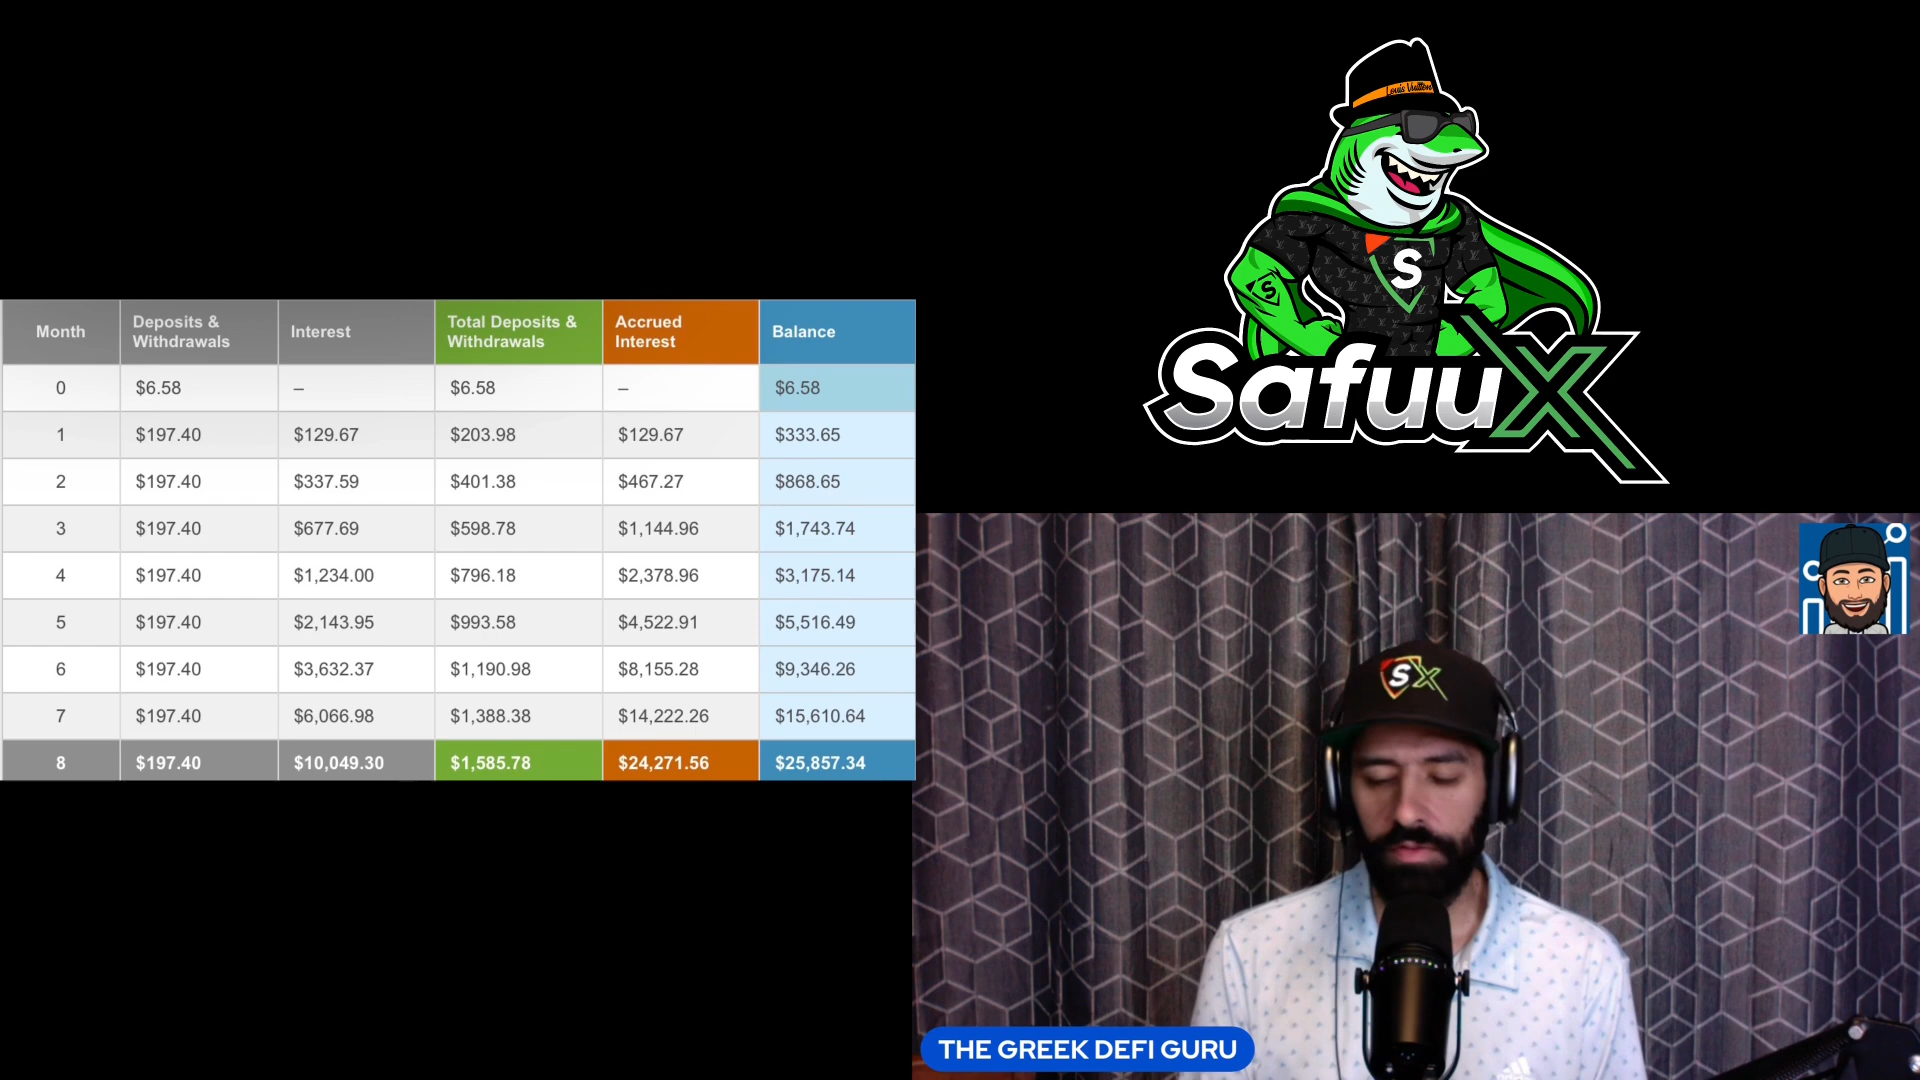 Louis Vuitton
S
S
SafuuX
Month Deposits & Withdrawals Interest Total Deposits & Withdrawals Accrued Interest Balance
0 $6.58 – $6.58 – $6.58
1 $197.40 $129.67 $203.98 $129.67 $333.65
2 $197.40 $337.59 $401.38 $467.27 $868.65
3 $197.40 $677.69 $598.78 $1,144.96 $1,743.74
4 $197.40 $1,234.00 $796.18 $2,378.96 $3,175.14
5 $197.40 $2,143.95 $993.58 $4,522.91 $5,516.49
6 $197.40 $3,632.37 $1,190.98 $8,155.28 $9,346.26
7 $197.40 $6,066.98 $1,388.38 $14,222.26 $15,610.64
8 $197.40 $10,049.30 $1,585.78 $24,271.56 $25,857.34
SX
THE GREEK DEFI GURU